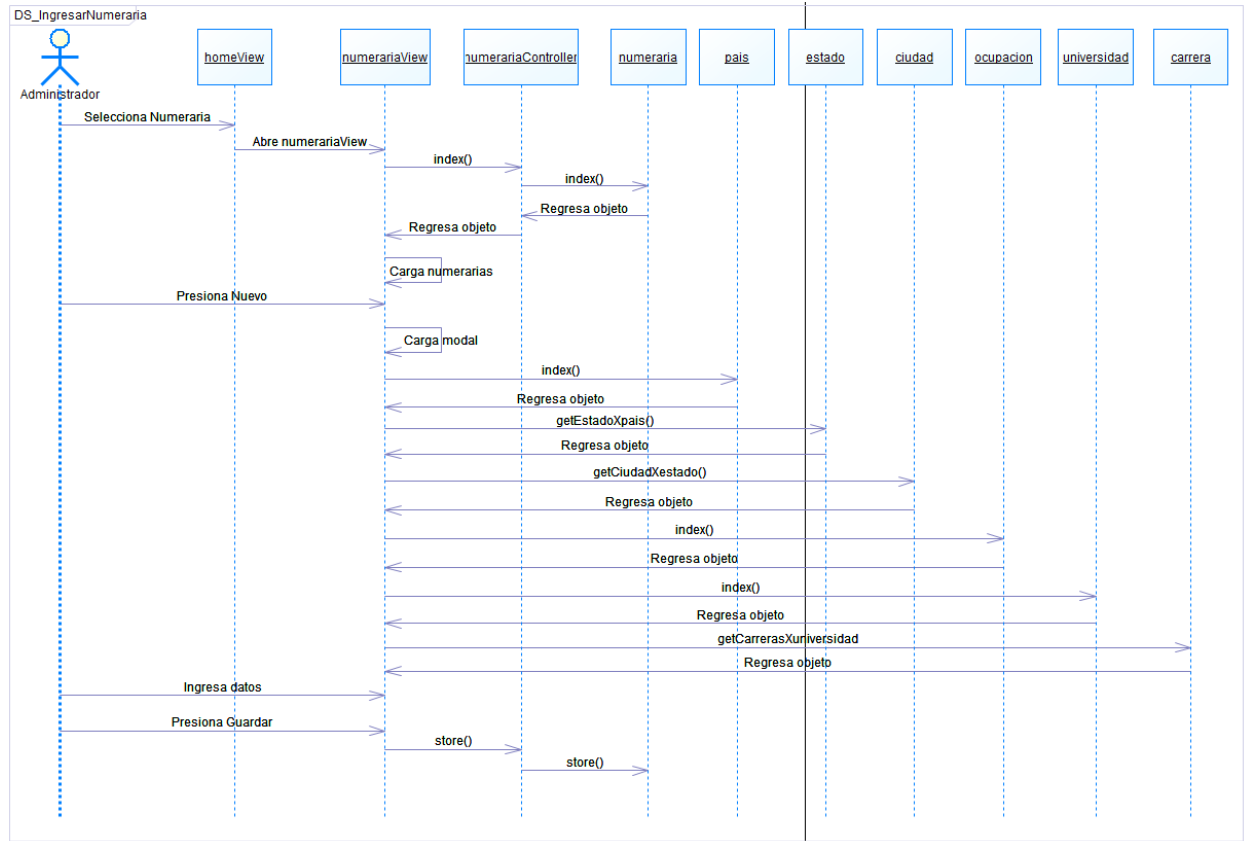 DS_IngresarNumeraria
Administrador
homeView
numerariaView
numerariaController
numeraria
pais
estado
ciudad
ocupacion
universidad
carrera
Selecciona Numeraria
Abre numerariaView
index()
index()
Regresa objeto
Regresa objeto
Carga numerarias
Presiona Nuevo
Carga modal
index()
Regresa objeto
getEstadoXpais()
Regresa objeto
getCiudadXestado()
Regresa objeto
index()
Regresa objeto
index()
Regresa objeto
getCarrerasXuniversidad
Regresa objeto
Ingresa datos
Presiona Guardar
store()
store()